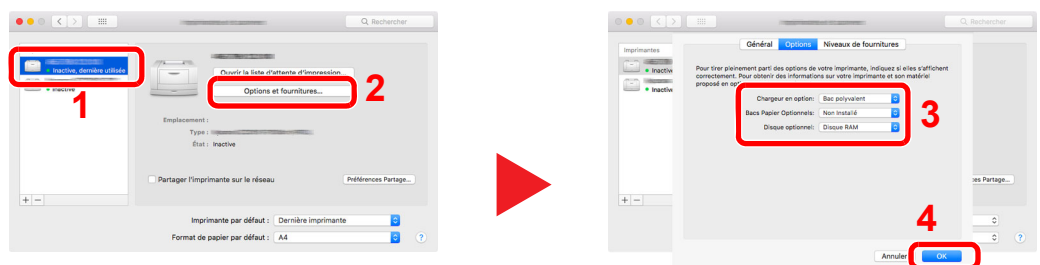 Rechercher
Inactive, dernière utilisée
Inactive
1
Ouvrir la liste d'attente d'impression...
Options et fournitures...
2
Emplacement :
Type :
État : Inactive
Partager l'imprimante sur le réseau
Préférences Partage...
+ −
Imprimante par défaut : Dernière imprimante
Format de papier par défaut : A4
?
Rechercher
Imprimantes
Inactive
Inactive
Général Options Niveaux de fournitures
Pour tirer pleinement parti des options de votre imprimante, indiquez si elles s'affichent
correctement. Pour obtenir des informations sur votre imprimante et son matériel
proposé en
Chargeur en option: Bac polyvalent
Bacs Papier Optionnels: Non installé
Disque optionnel: Disque RAM
3
Partage...
+ −
4
?
Annuler OK